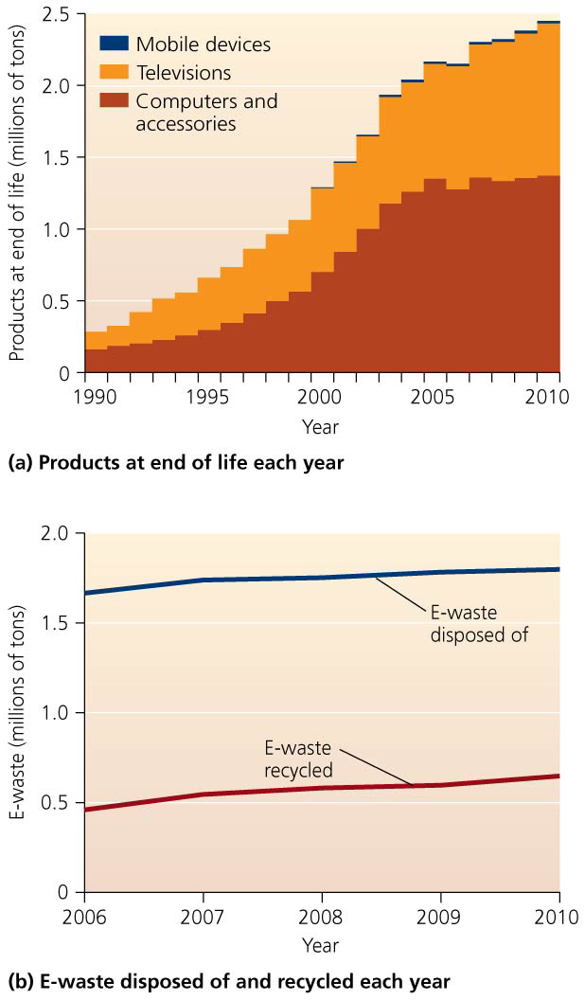 Products at end of life (millions of tons)
2.5
2.0
1.5
1.0
0.5
0
Mobile devices
Televisions
Computers and
accessories
1990 1995 2000 2005 2010
Year
(a) Products at end of life each year
E-waste (millions of tons)
2.0
1.5
1.0
0.5
0
E-waste
disposed of
E-waste
recycled
2006 2007 2008 2009 2010
Year
(b) E-waste disposed of and recycled each year